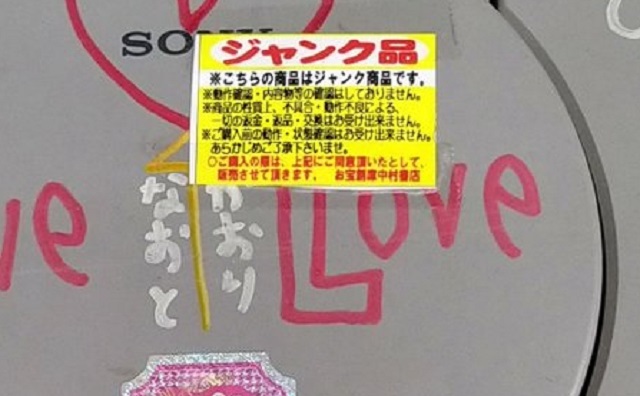 SONY
ジャンク品
※こちらの商品はジャンク商品です。
※動作確認・内容物等の確認はしておりません。
※商品の性質上、不具合・動作不良による、
一切の返金・返品・交換はお受け出来ません。
※ご購入前の動作・状態確認はお受け出来ません。
あらかじめご了承下さいませ。
○ご購入の際は、上記にご同意頂いたとして、
販売させて頂きます。 お宝創庫中村書店
かおり
なおと
ve
Love